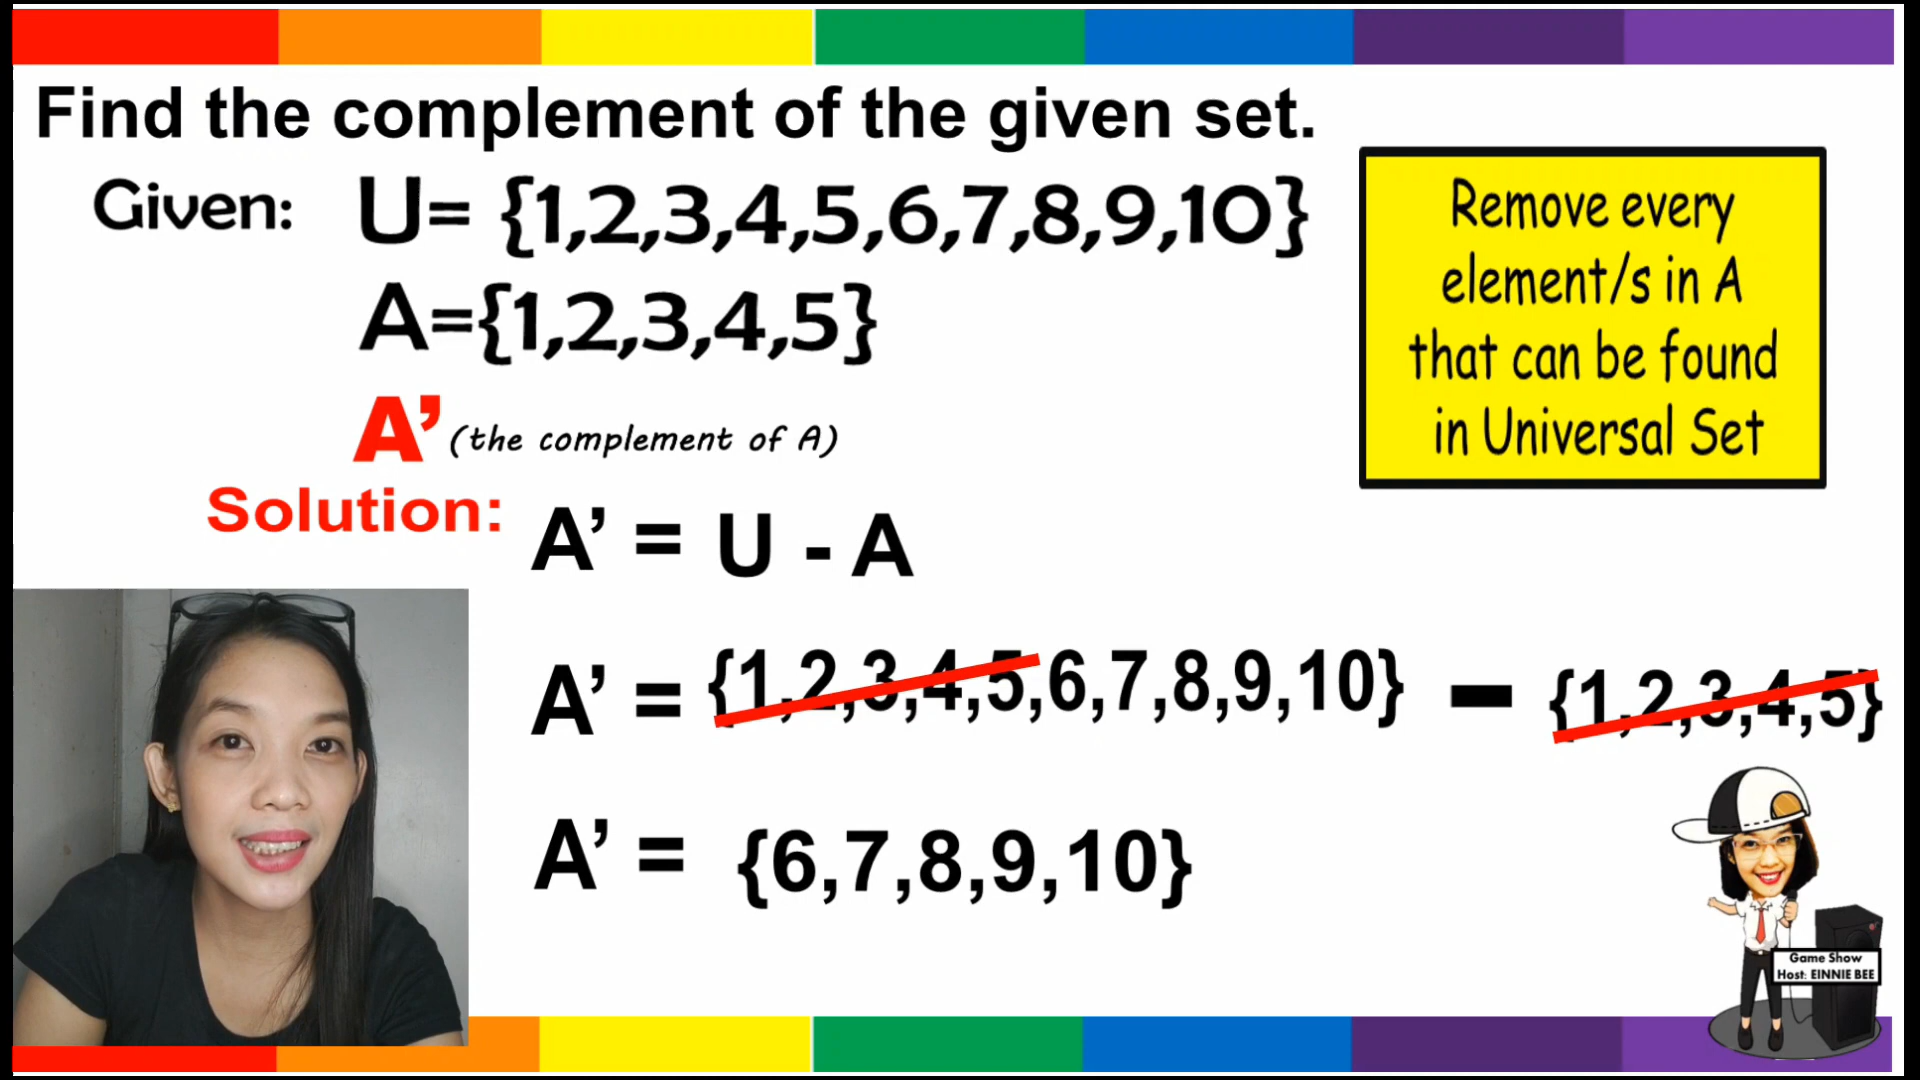 Find the complement of the given set.
Given: U= {1,2,3,4,5,6,7,8,9,10}
A={1,2,3,4,5}
A’ (the complement of A)
Remove every
element/s in A
that can be found
in Universal Set
Solution: A’ = U - A
A’ = {1,2,3,4,5,6,7,8,9,10} - {1,2,3,4,5}
A’ = {6,7,8,9,10}
Game Show
Host: EINNIE BEE